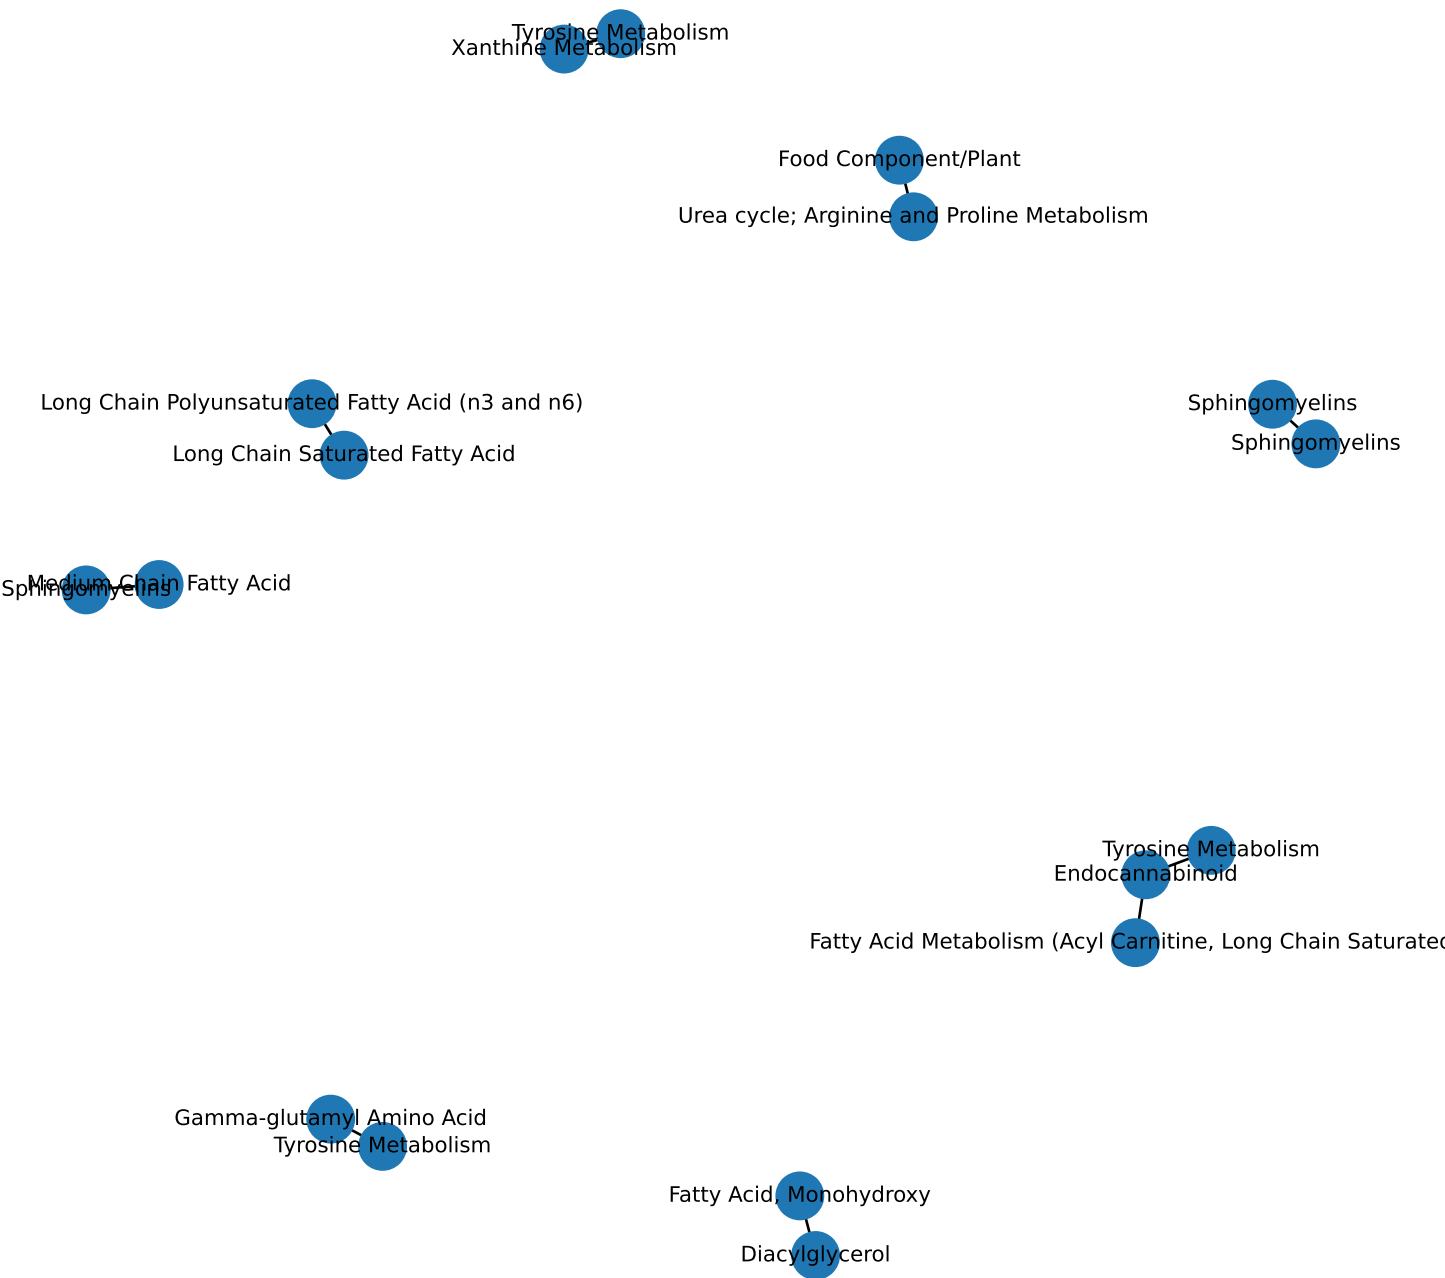 Tyrosine Metabolism
Xanthine Metabolism
Food Component/Plant
Urea cycle; Arginine and Proline Metabolism
Long Chain Polyunsaturated Fatty Acid (n3 and n6)
Sphingomyelins
Sphingomyelins
Long Chain Saturated Fatty Acid
Medium Chain Fatty Acid
Sphingomyelins
Tyrosine Metabolism
Endocannabinoid
Fatty Acid Metabolism (Acyl Carnitine, Long Chain Saturated
Gamma-glutamyl Amino Acid
Tyrosine Metabolism
Fatty Acid, Monohydroxy
Diacylglycerol